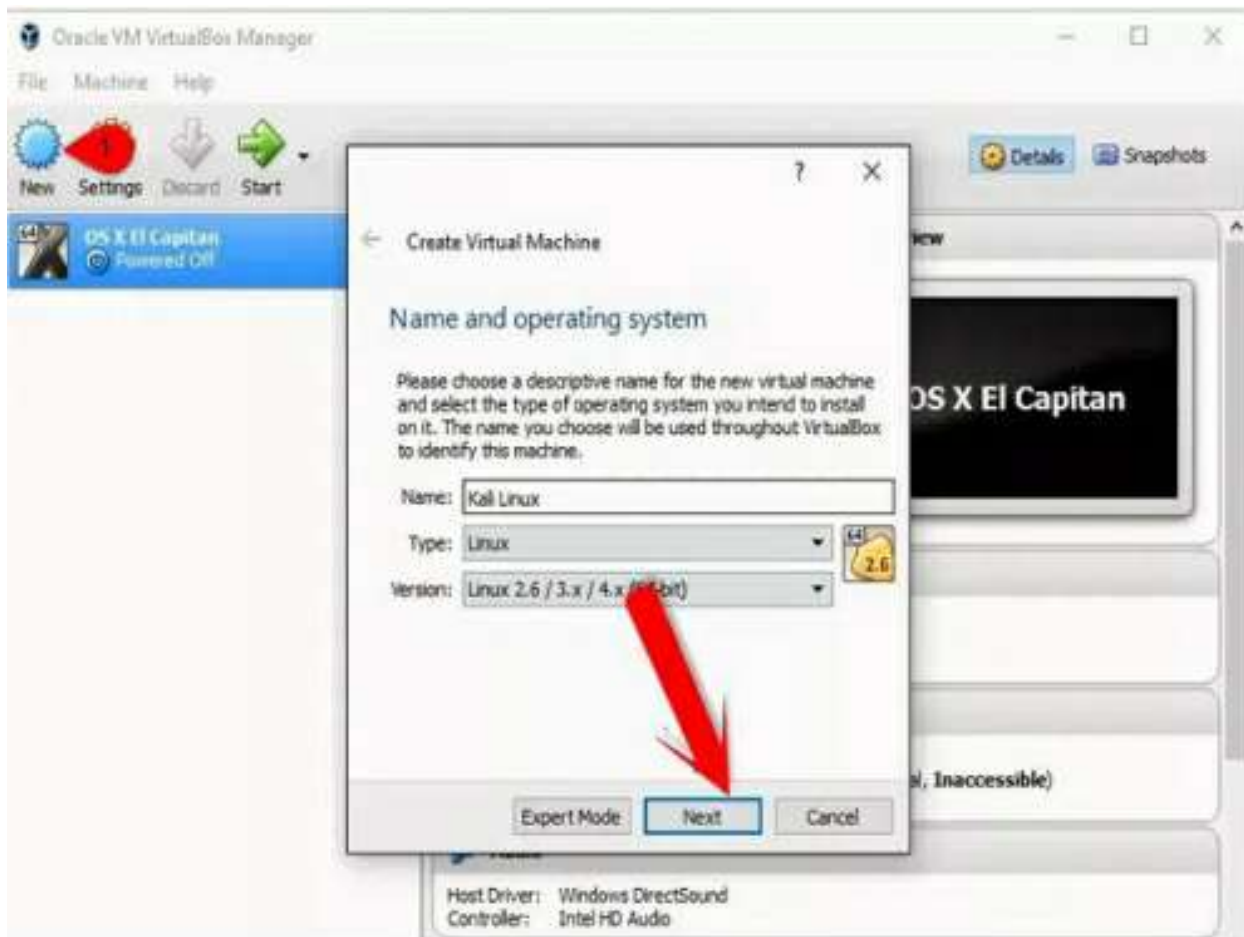 Oracle VM VirtualBox Manager
File Machine Help
1
New Settings Discard Start
Details Snapshots
OS X El Capitan
Powered Off
64
? ×
Create Virtual Machine
Name and operating system
Please choose a descriptive name for the new virtual machine
and select the type of operating system you intend to install
on it. The name you choose will be used throughout VirtualBox
to identify this machine.
Name: Kali Linux
Type: Linux
Version: Linux 2.6 / 3.x / 4.x -bit)
64
2.6
Expert Mode Next Cancel
OS X El Capitan
Inaccessible)
Host Driver: Windows DirectSound
Controller: Intel HD Audio